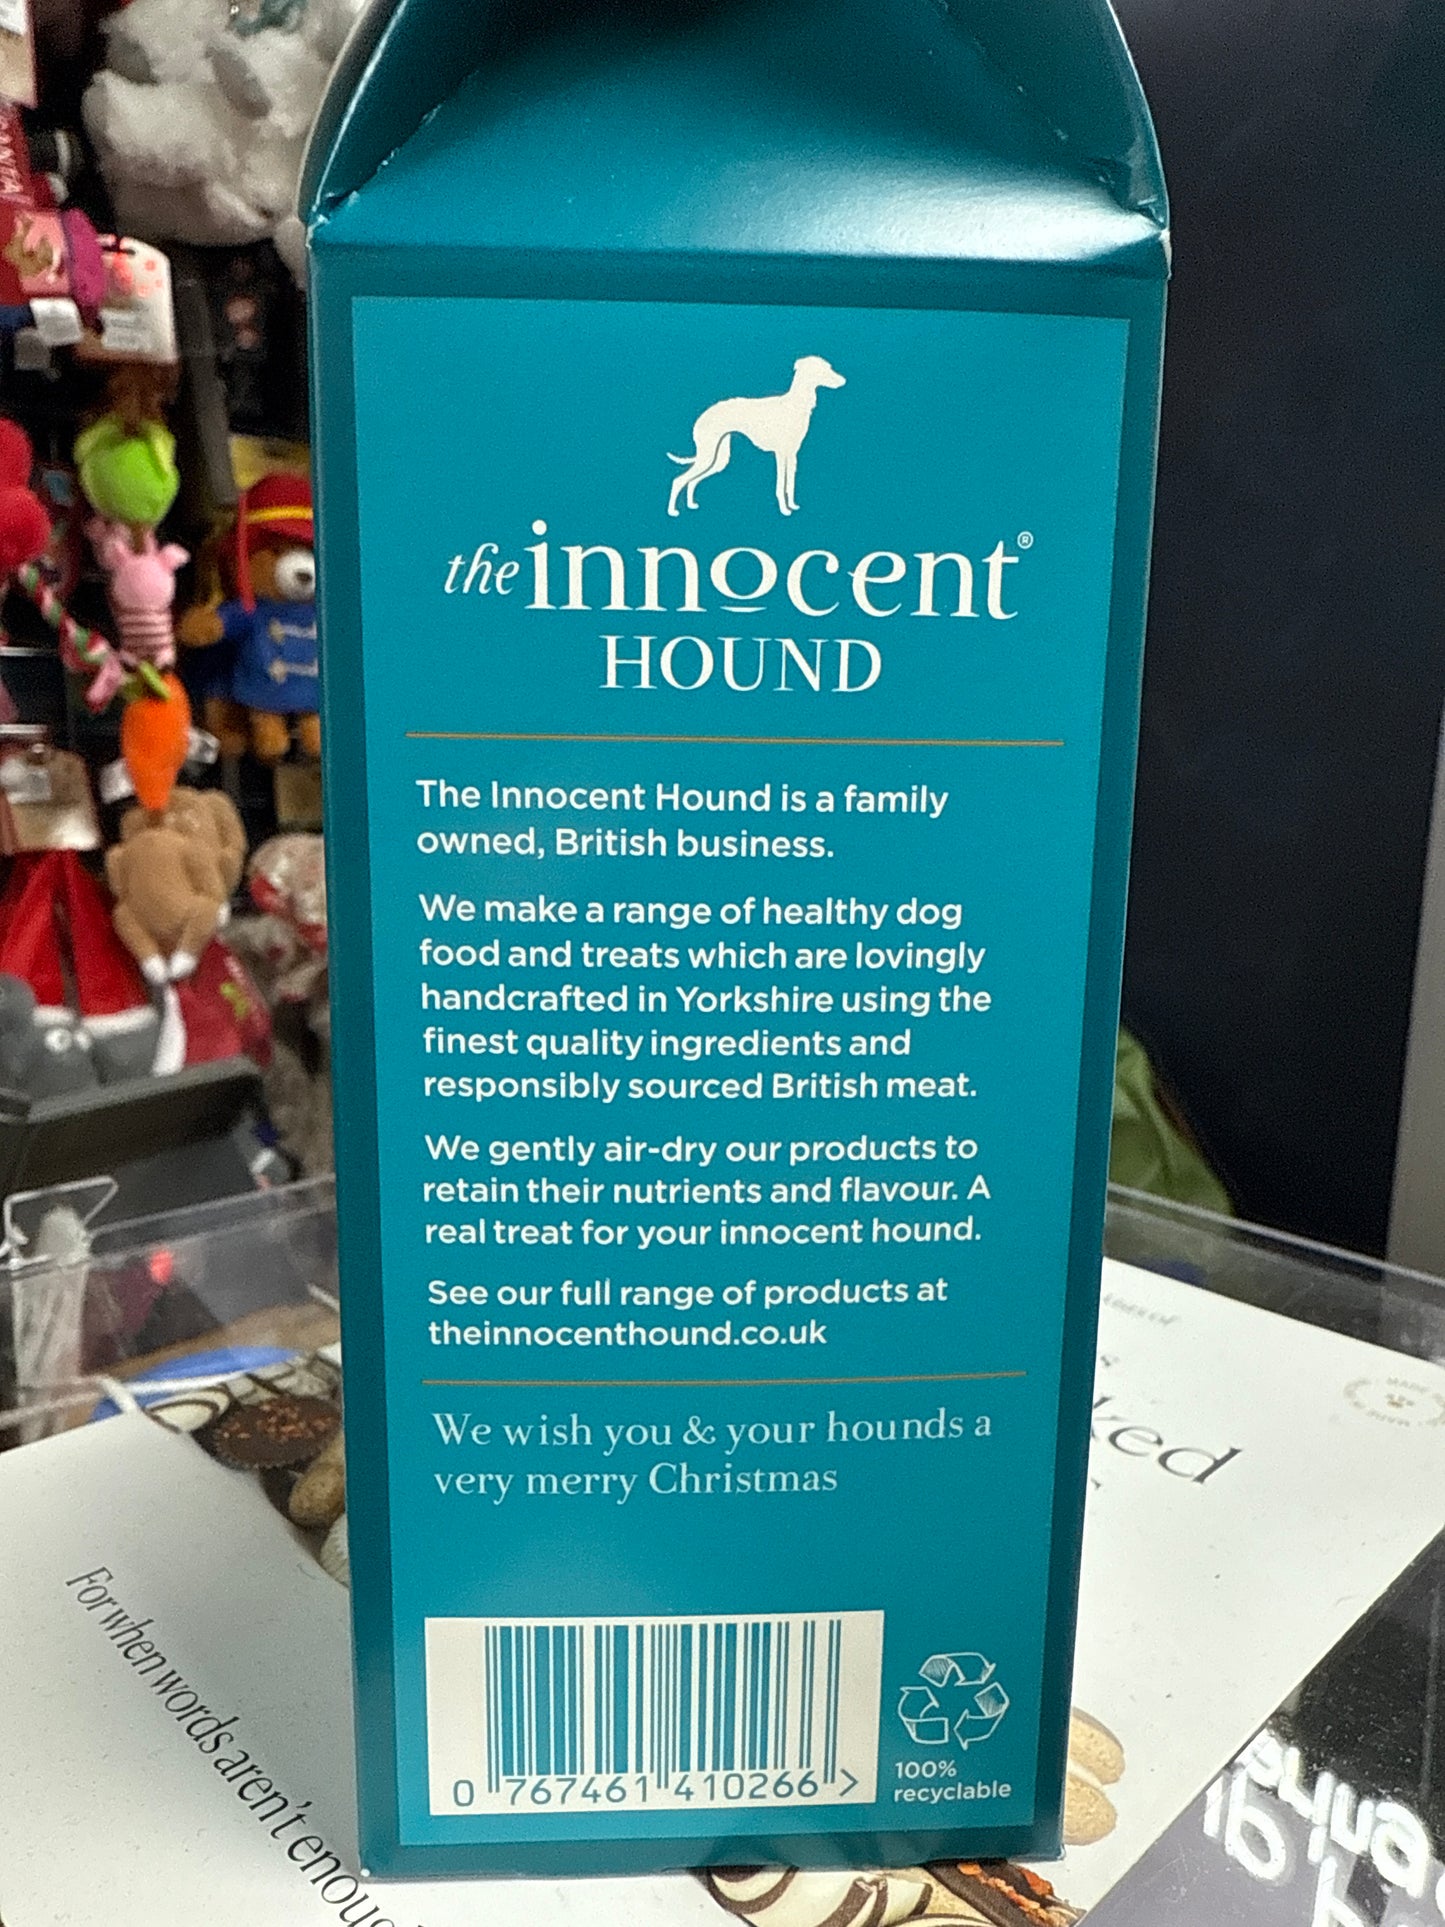 the innocent®
HOUND
The Innocent Hound is a family
owned, British business.
We make a range of healthy dog
food and treats which are lovingly
handcrafted in Yorkshire using the
finest quality ingredients and
responsibly sourced British meat.
We gently air-dry our products to
retain their nutrients and flavour. A
real treat for your innocent hound.
See our full range of products at
theinnocenthound.co.uk
We wish you & your hounds a
very merry Christmas
0 767461 410266 >
100%
recyclable
For when words aren't